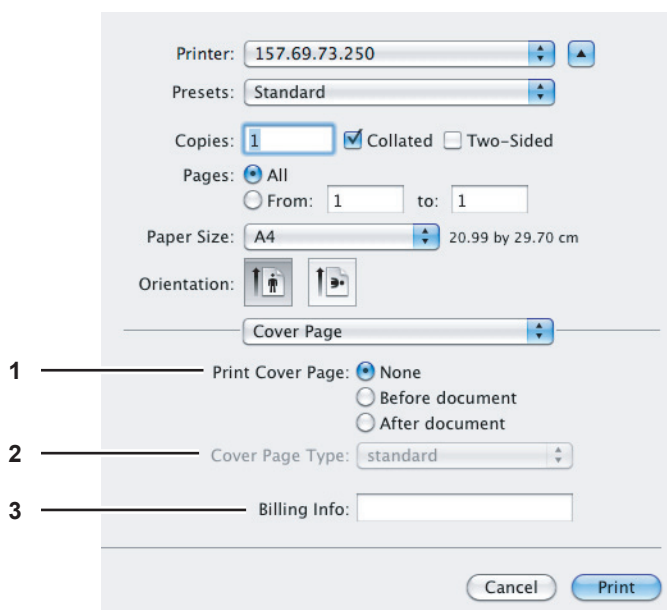 Printer: 157.69.73.250
Presets: Standard
Copies: 1 Collated Two-Sided
Pages: All
From: 1 to: 1
Paper Size: A4 20.99 by 29.70 cm
Orientation:
Cover Page
1 Print Cover Page: None
Before document
After document
2 Cover Page Type: standard
3 Billing Info:
Cancel Print